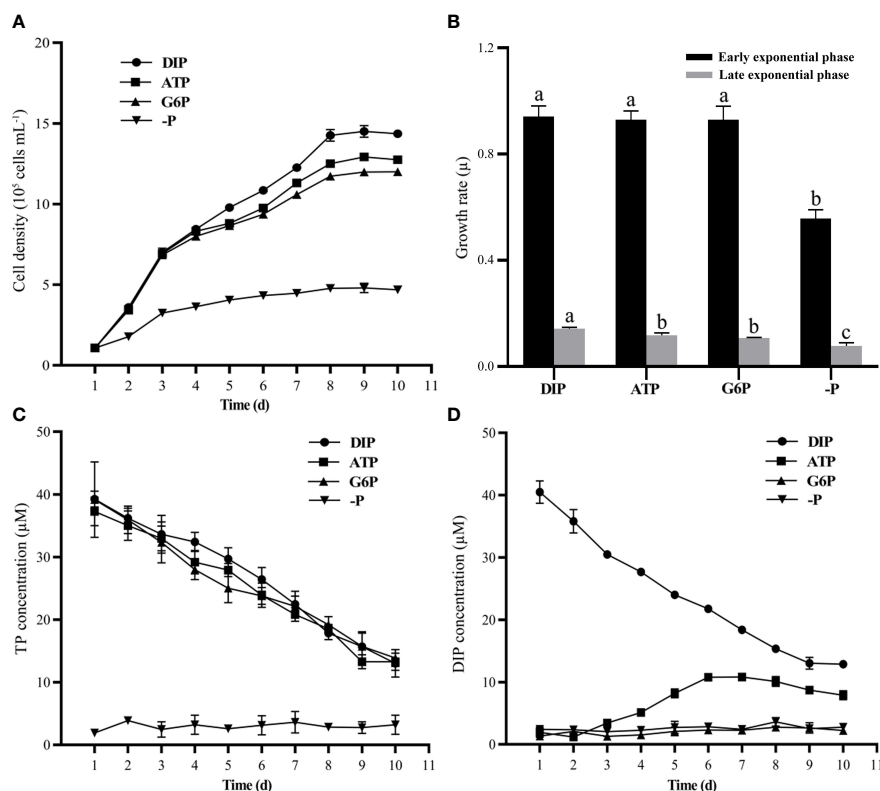 A
20
15
10
5
0
Cell density (10⁵ cells mL⁻¹)
DIP
ATP
G6P
-P
1 2 3 4 5 6 7 8 9 10 11
Time (d)
B
1.2
0.8
0.4
0.0
Growth rate (μ)
Early exponential phase
Late exponential phase
a a a b
a b b c
DIP ATP G6P -P
C
50
40
30
20
10
0
TP concentration (μM)
DIP
ATP
G6P
-P
1 2 3 4 5 6 7 8 9 10 11
Time (d)
D
50
40
30
20
10
0
DIP concentration (μM)
DIP
ATP
G6P
-P
1 2 3 4 5 6 7 8 9 10 11
Time (d)